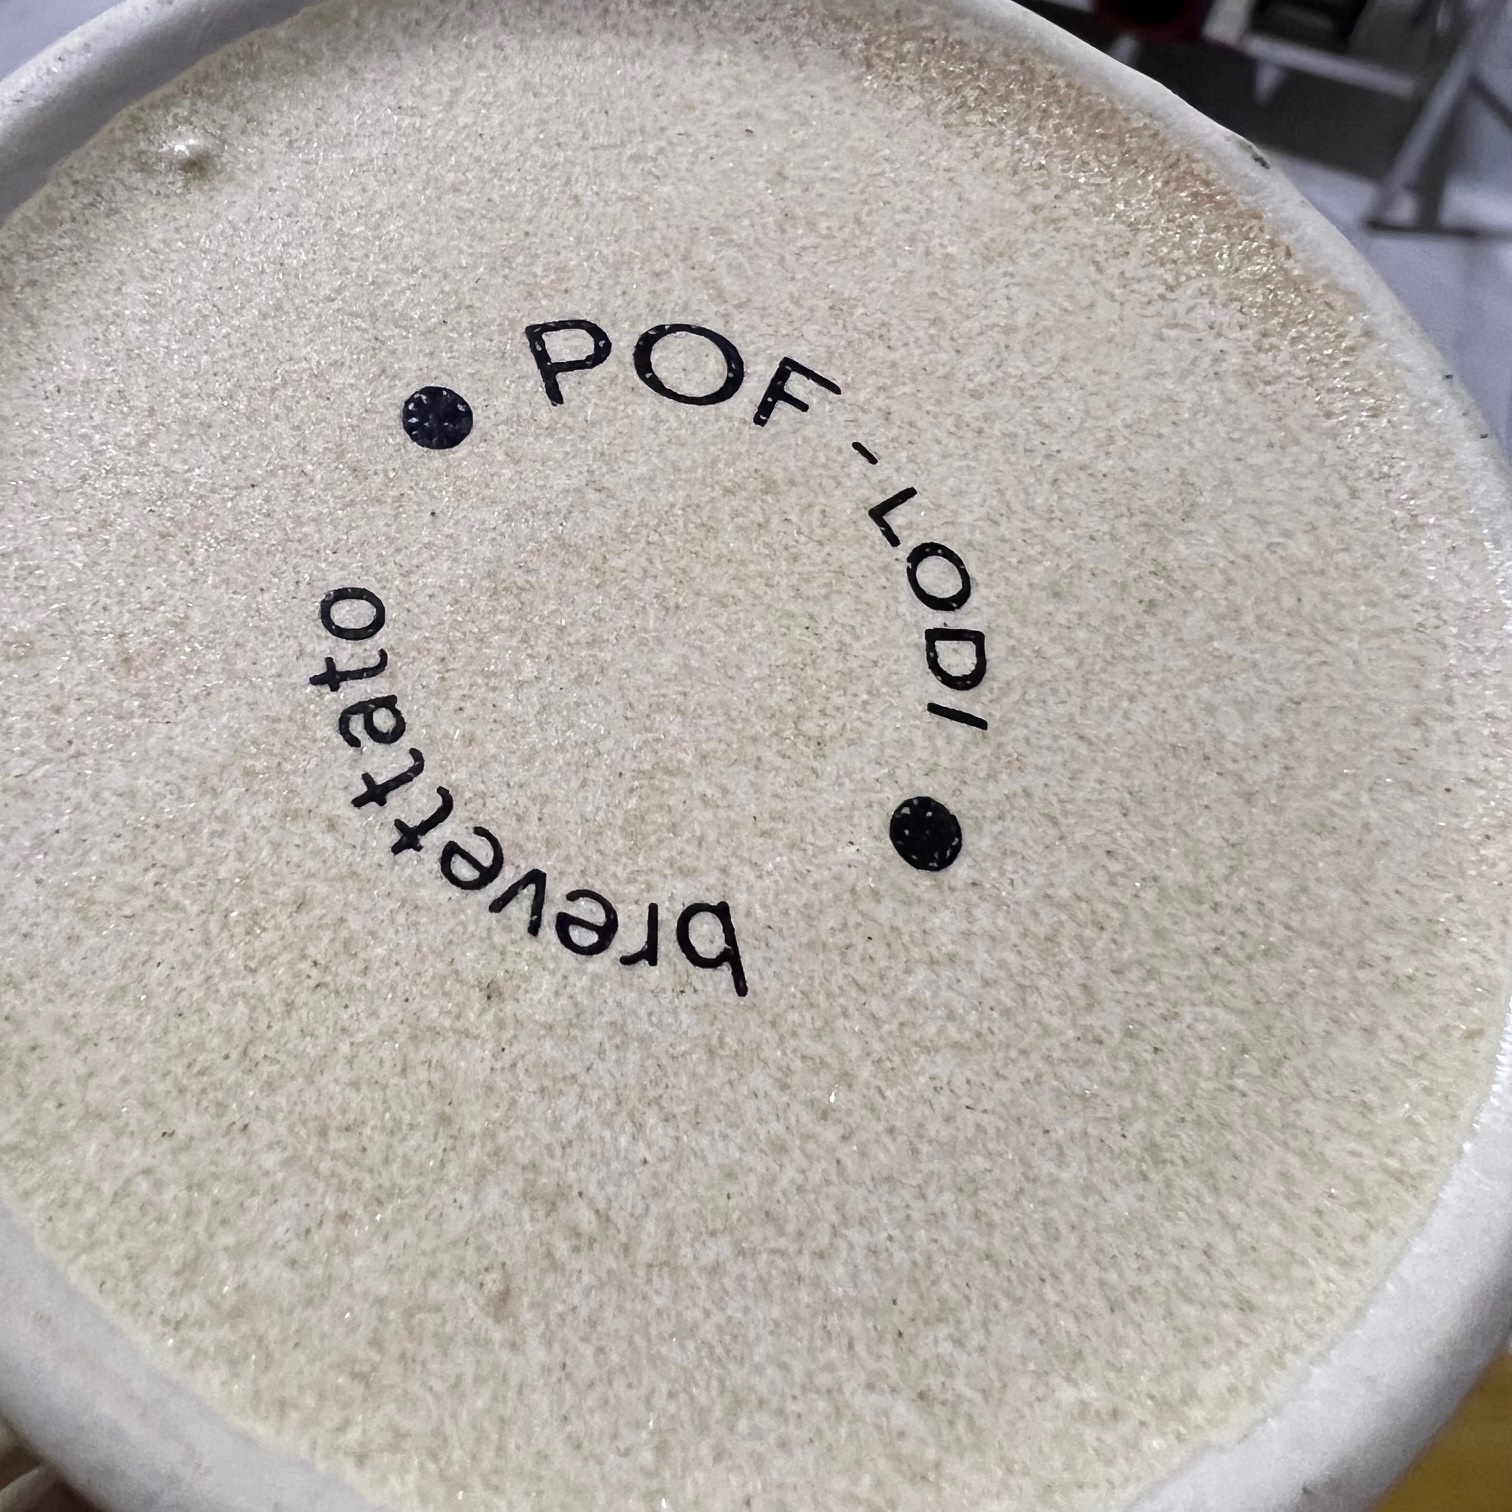 POF - LODI
brevettato